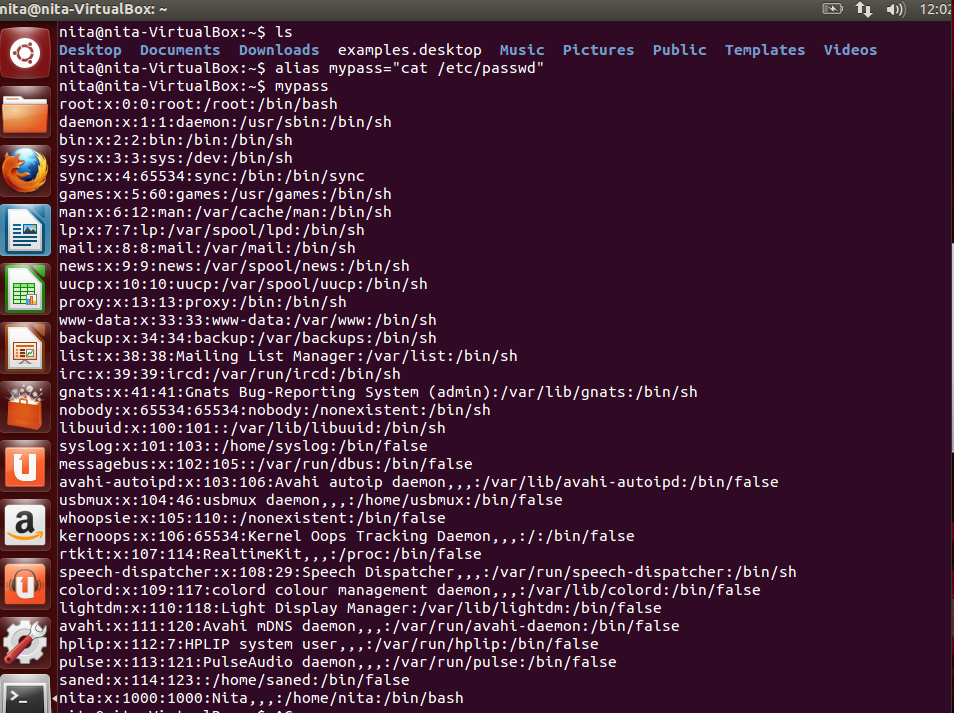 nita@nita-VirtualBox: ~ 12:02
nita@nita-VirtualBox:~$ ls
Desktop Documents Downloads examples.desktop Music Pictures Public Templates Videos
nita@nita-VirtualBox:~$ alias mypass="cat /etc/passwd"
nita@nita-VirtualBox:~$ mypass
root:x:0:0:root:/root:/bin/bash
daemon:x:1:1:daemon:/usr/sbin:/bin/sh
bin:x:2:2:bin:/bin:/bin/sh
sys:x:3:3:sys:/dev:/bin/sh
sync:x:4:65534:sync:/bin:/bin/sync
games:x:5:60:games:/usr/games:/bin/sh
man:x:6:12:man:/var/cache/man:/bin/sh
lp:x:7:7:lp:/var/spool/lpd:/bin/sh
mail:x:8:8:mail:/var/mail:/bin/sh
news:x:9:9:news:/var/spool/news:/bin/sh
uucp:x:10:10:uucp:/var/spool/uucp:/bin/sh
proxy:x:13:13:proxy:/bin:/bin/sh
www-data:x:33:33:www-data:/var/www:/bin/sh
backup:x:34:34:backup:/var/backups:/bin/sh
list:x:38:38:Mailing List Manager:/var/list:/bin/sh
irc:x:39:39:ircd:/var/run/ircd:/bin/sh
gnats:x:41:41:Gnats Bug-Reporting System (admin):/var/lib/gnats:/bin/sh
nobody:x:65534:65534:nobody:/nonexistent:/bin/sh
libuuid:x:100:101::/var/lib/libuuid:/bin/sh
syslog:x:101:103::/home/syslog:/bin/false
messagebus:x:102:105::/var/run/dbus:/bin/false
avahi-autoipd:x:103:106:Avahi autoip daemon,,,:/var/lib/avahi-autoipd:/bin/false
usbmux:x:104:46:usbmux daemon,,,:/home/usbmux:/bin/false
whoopsie:x:105:110::/nonexistent:/bin/false
kernoops:x:106:65534:Kernel Oops Tracking Daemon,,,:/:/bin/false
rtkit:x:107:114:RealtimeKit,,,:/proc:/bin/false
speech-dispatcher:x:108:29:Speech Dispatcher,,,:/var/run/speech-dispatcher:/bin/sh
colord:x:109:117:colord colour management daemon,,,:/var/lib/colord:/bin/false
lightdm:x:110:118:Light Display Manager:/var/lib/lightdm:/bin/false
avahi:x:111:120:Avahi mDNS daemon,,,:/var/run/avahi-daemon:/bin/false
hplip:x:112:7:HPLIP system user,,,:/var/run/hplip:/bin/false
pulse:x:113:121:PulseAudio daemon,,,:/var/run/pulse:/bin/false
saned:x:114:123::/home/saned:/bin/false
nita:x:1000:1000:Nita,,,:/home/nita:/bin/bash